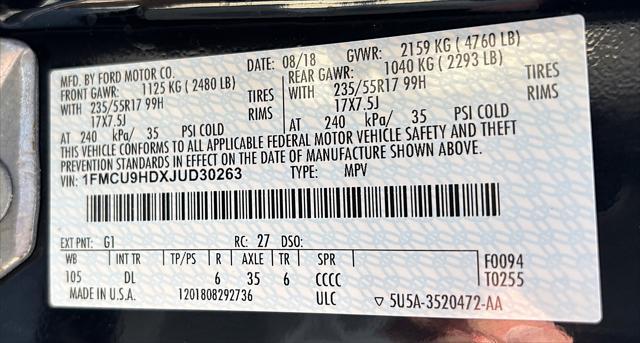 MFD. BY FORD MOTOR CO. DATE: 08/18 GVWR: 2159 KG ( 4760 LB)
FRONT GAWR: 1125 KG ( 2480 LB) REAR GAWR: 1040 KG ( 2293 LB)
WITH 235/55R17 99H TIRES WITH 235/55R17 99H TIRES
17X7.5J RIMS 17X7.5J RIMS
AT 240 kPa/ 35 PSI COLD AT 240 kPa/ 35 PSI COLD
THIS VEHICLE CONFORMS TO ALL APPLICABLE FEDERAL MOTOR VEHICLE SAFETY AND THEFT
PREVENTION STANDARDS IN EFFECT ON THE DATE OF MANUFACTURE SHOWN ABOVE.
VIN: 1FMCU9HDXJUD30263 TYPE: MPV
EXT PNT: G1 RC: 27 DSO:
WB INT TR TP/PS R AXLE TR SPR F0094
105 DL 6 35 6 CCCC T0255
MADE IN U.S.A. 1201808292736 ULC ▽ 5U5A-3520472-AA